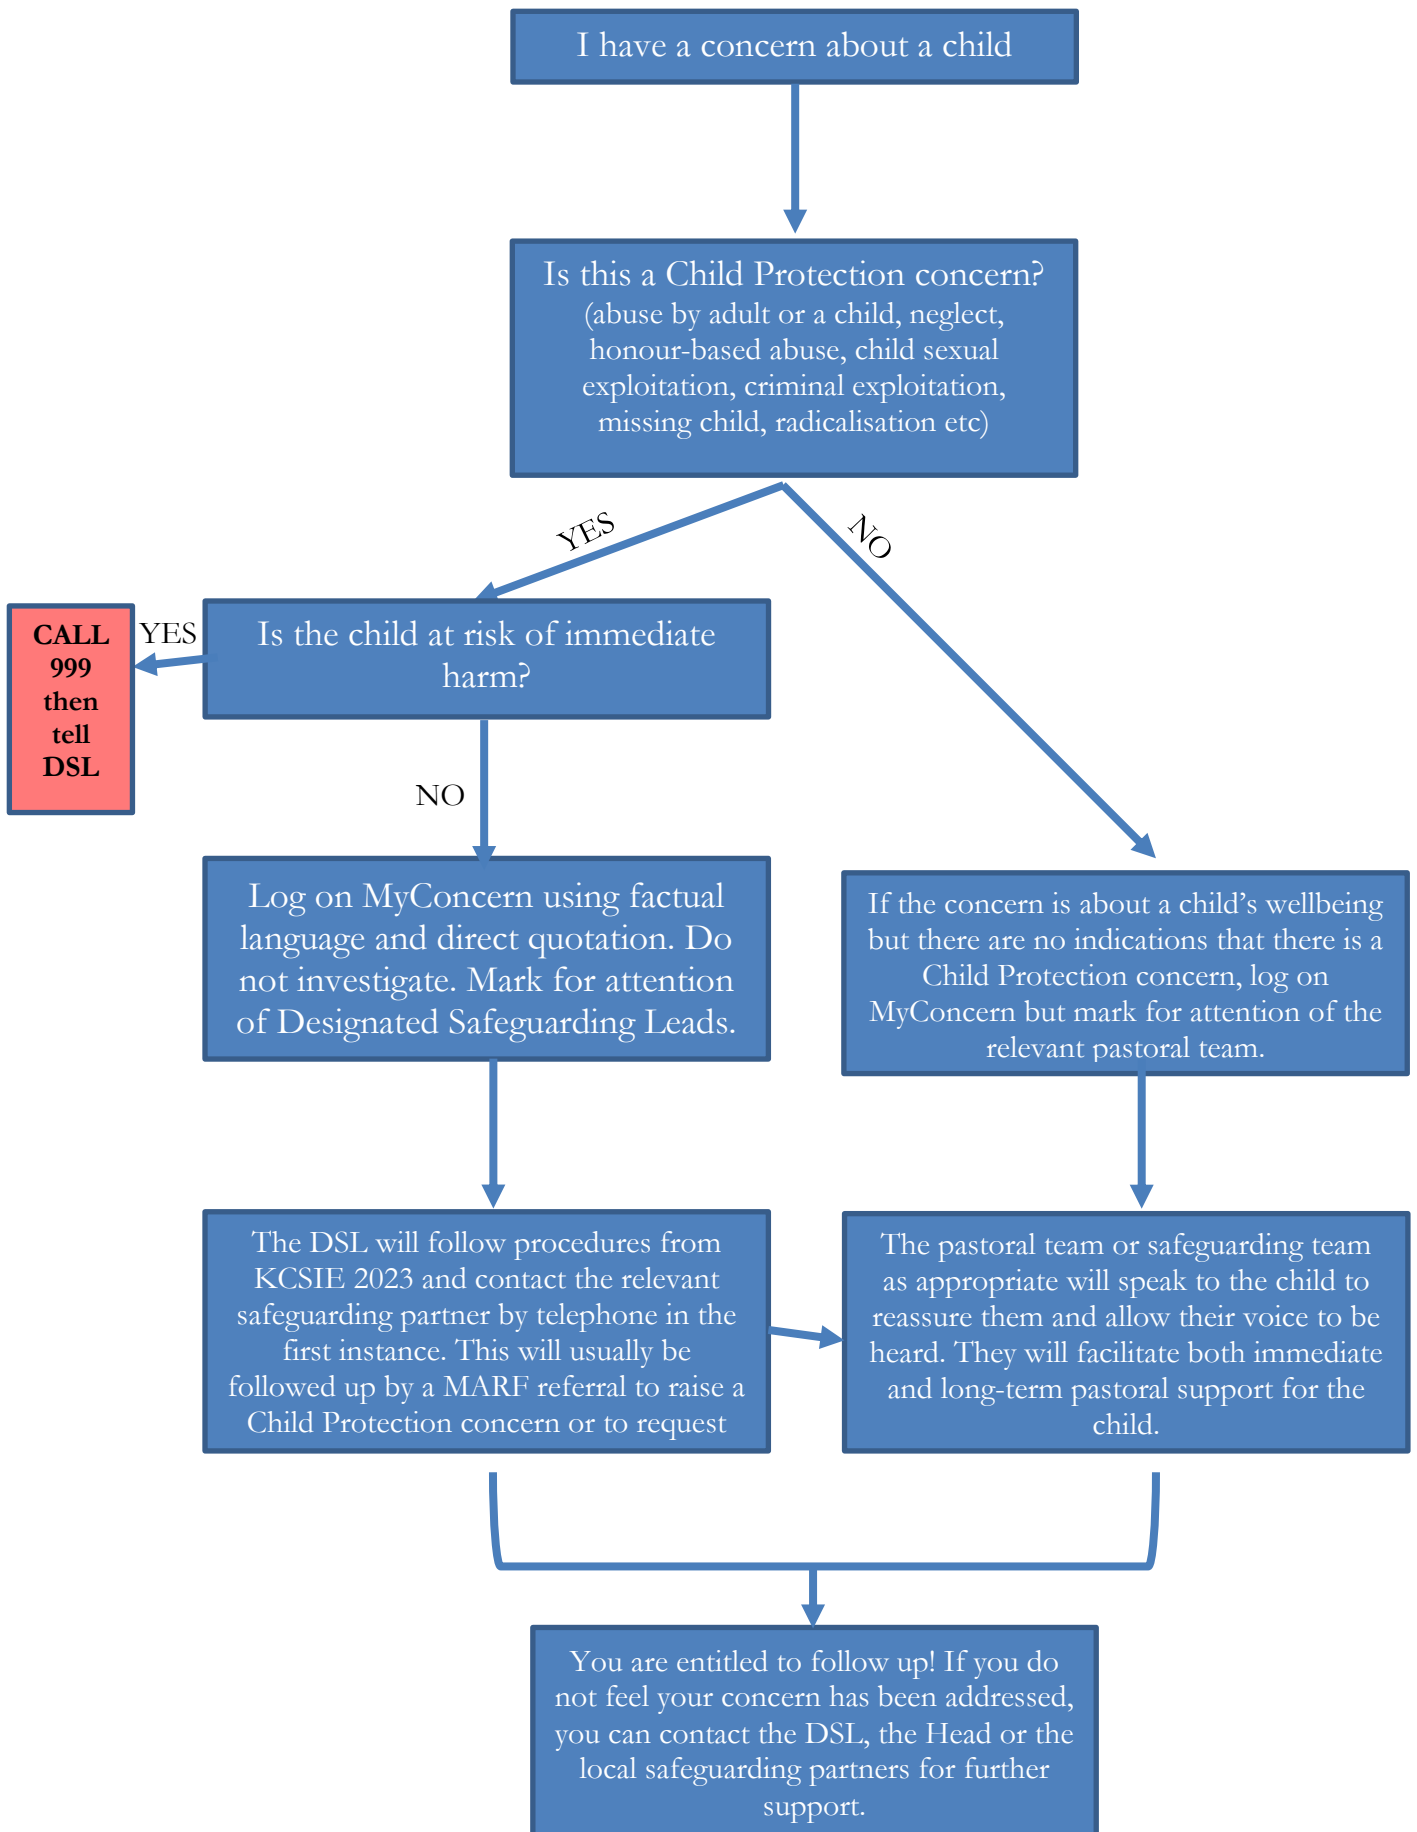 I have a concern about a child
Is this a Child Protection concern?
(abuse by adult or a child, neglect,
honour-based abuse, child sexual
exploitation, criminal exploitation,
missing child, radicalisation etc)
YES
NO
CALL
999
then
tell
DSL
YES
Is the child at risk of immediate
harm?
NO
Log on MyConcern using factual
language and direct quotation. Do
not investigate. Mark for attention
of Designated Safeguarding Leads.
If the concern is about a child’s wellbeing
but there are no indications that there is a
Child Protection concern, log on
MyConcern but mark for attention of the
relevant pastoral team.
The DSL will follow procedures from
KCSIE 2023 and contact the relevant
safeguarding partner by telephone in the
first instance. This will usually be
followed up by a MARF referral to raise a
Child Protection concern or to request
The pastoral team or safeguarding team
as appropriate will speak to the child to
reassure them and allow their voice to be
heard. They will facilitate both immediate
and long-term pastoral support for the
child.
You are entitled to follow up! If you do
not feel your concern has been addressed,
you can contact the DSL, the Head or the
local safeguarding partners for further
support.